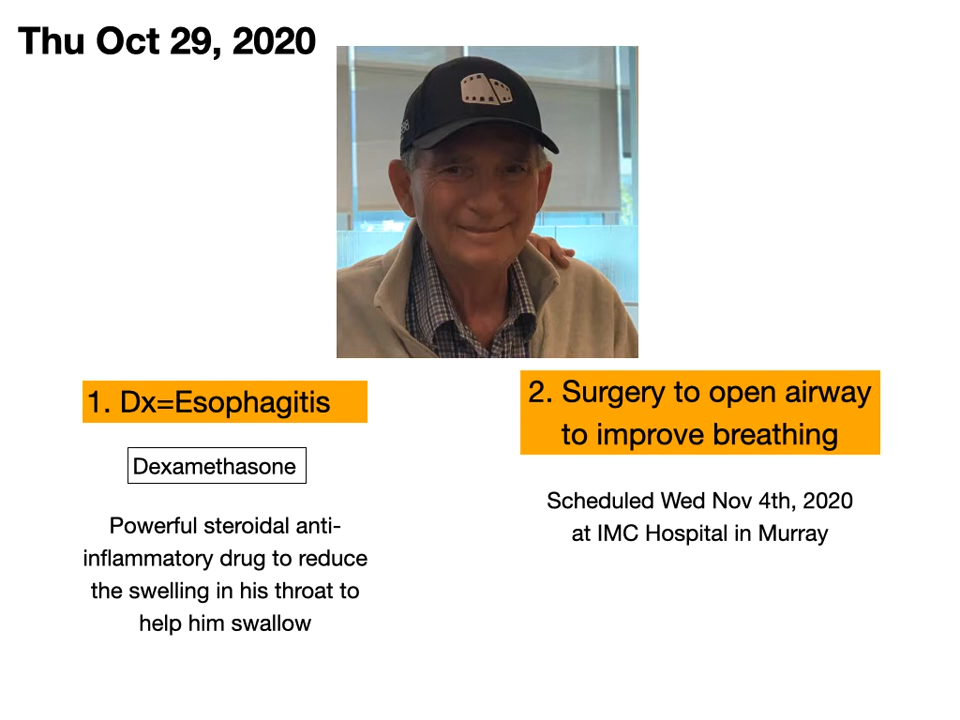 Thu Oct 29, 2020
1. Dx=Esophagitis
Dexamethasone
Powerful steroidal anti-
inflammatory drug to reduce
the swelling in his throat to
help him swallow
2. Surgery to open airway
to improve breathing
Scheduled Wed Nov 4th, 2020
at IMC Hospital in Murray